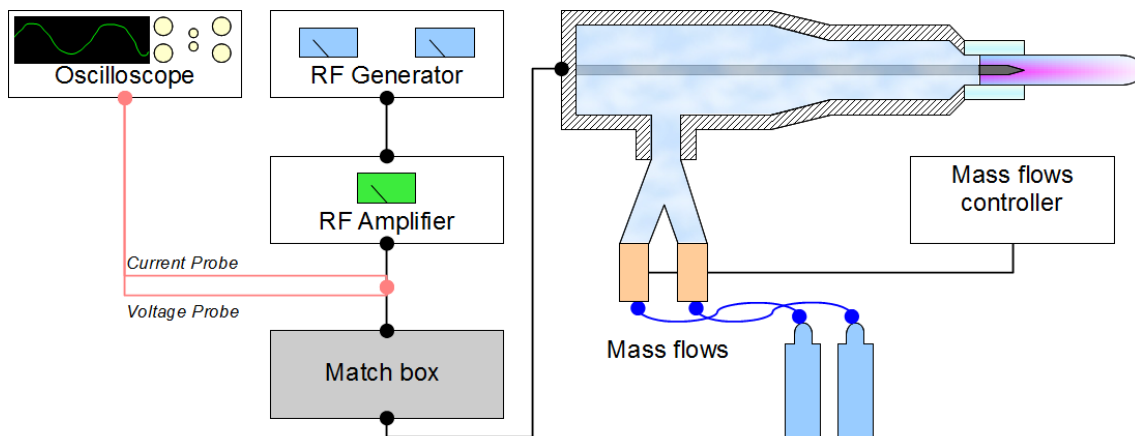 Oscilloscope
RF Generator
RF Amplifier
Current Probe
Voltage Probe
Match box
Mass flows
controller
Mass flows